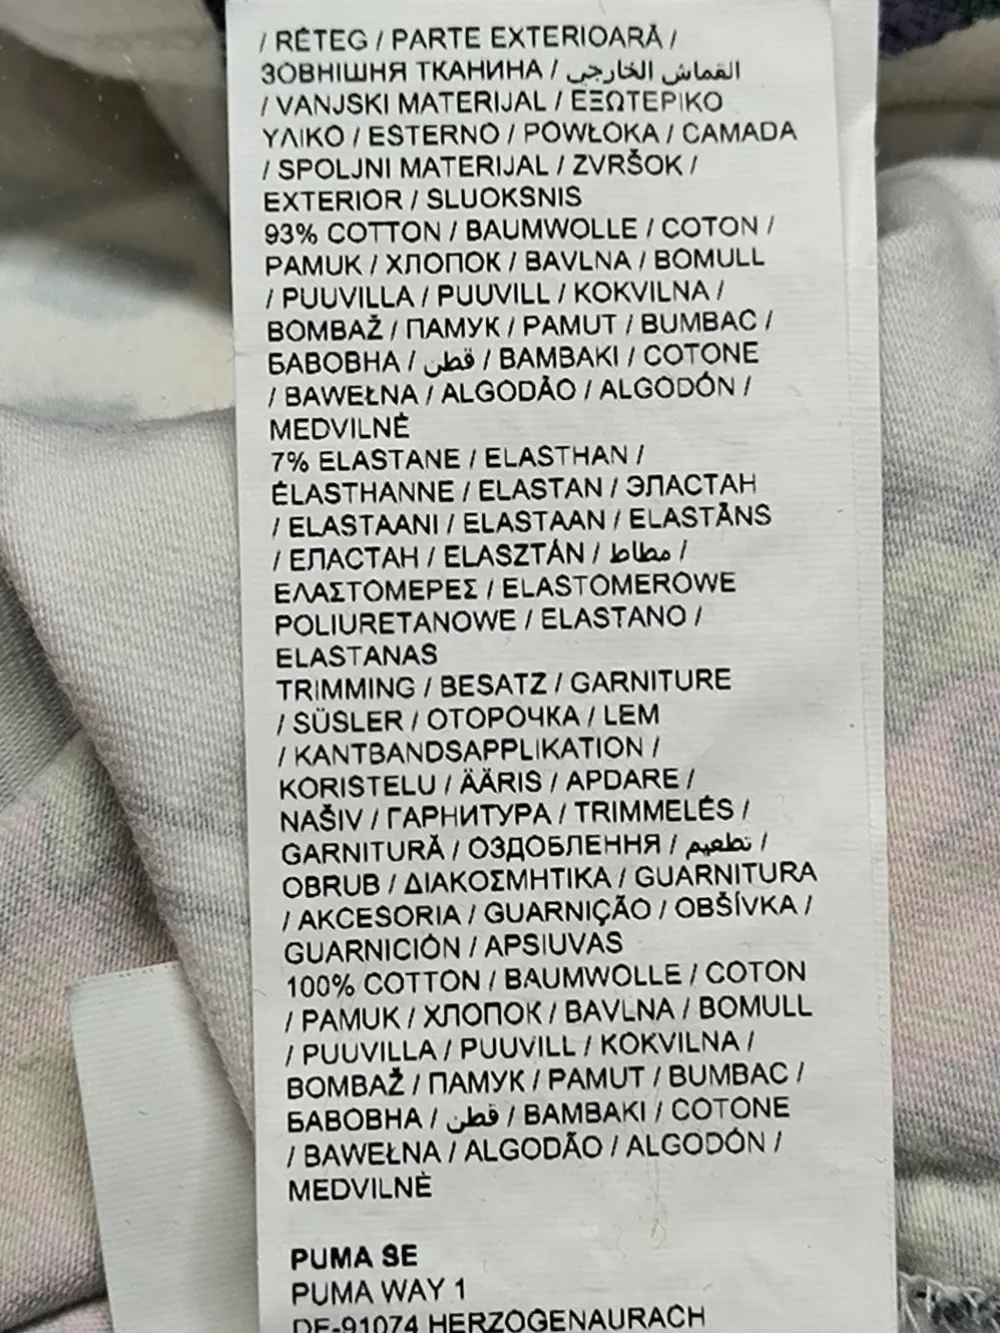 / RÉTEG / PARTE EXTERIOARĂ /
ЗОВНІШНЯ ТКАНИНА / القماش الخارجي
/ VANJSKI MATERIJAL / ΕΞΩΤΕΡΙΚΟ
ΥΛΙΚΟ / ESTERNO / POWŁOKA / CAMADA
/ SPOLJNI MATERIJAL / ZVRŠOK /
EXTERIOR / SLUOKSNIS
93% COTTON / BAUMWOLLE / COTON /
PAMUK / ХЛОПОК / BAVLNA / BOMULL
/ PUUVILLA / PUUVILL / KOKVILNA /
BOMBAŽ / ПАМУК / PAMUT / BUMBAC /
БАВОВНА / قطن / BAMBAKI / COTONE
/ BAWEŁNA / ALGODÃO / ALGODÓN /
MEDVILNĖ
7% ELASTANE / ELASTHAN /
ÉLASTHANNE / ELASTAN / ЭЛАСТАН
/ ELASTAANI / ELASTAAN / ELASTĀNS
/ ЕЛАСТАН / ELASZTÁN / مطاط /
ΕΛΑΣΤΟΜΕΡΕΣ / ELASTOMEROWE
POLIURETANOWE / ELASTANO /
ELASTANAS
TRIMMING / BESATZ / GARNITURE
/ SÜSLER / ОТОРОЧКА / LEM
/ KANTBANDSAPPLIKATION /
KORISTELU / ÄÄRIS / APDARE /
NAŠIV / ГАРНИТУРА / TRIMMELÉS /
GARNITURĂ / ОЗДОБЛЕННЯ / تطعيم /
OBRUB / ΔΙΑΚΟΣΜΗΤΙΚΑ / GUARNITURA
/ AKCESORIA / GUARNIÇÃO / OBŠÍVKA /
GUARNICIÓN / APSIUVAS
100% COTTON / BAUMWOLLE / COTON
/ PAMUK / ХЛОПОК / BAVLNA / BOMULL
/ PUUVILLA / PUUVILL / KOKVILNA /
BOMBAŽ / ПАМУК / PAMUT / BUMBAC /
БАВОВНА / قطن / BAMBAKI / COTONE
/ BAWEŁNA / ALGODÃO / ALGODÓN /
MEDVILNĖ
PUMA SE
PUMA WAY 1
DE-91074 HERZOGENAURACH